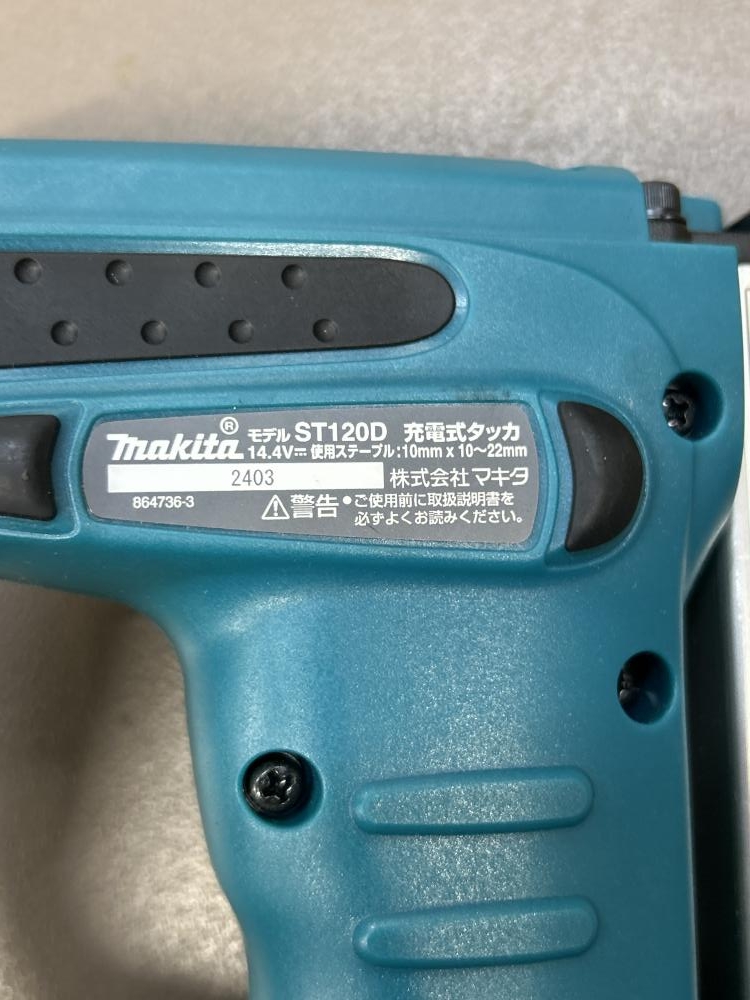 makita® モデル ST120D 充電式タッカ
14.4V⎓ 使用ステープル:10mm x 10~22mm
2403 株式会社マキタ
864736-3 ⚠警告 ●ご使用前に取扱説明書を
必ずよくお読みください。